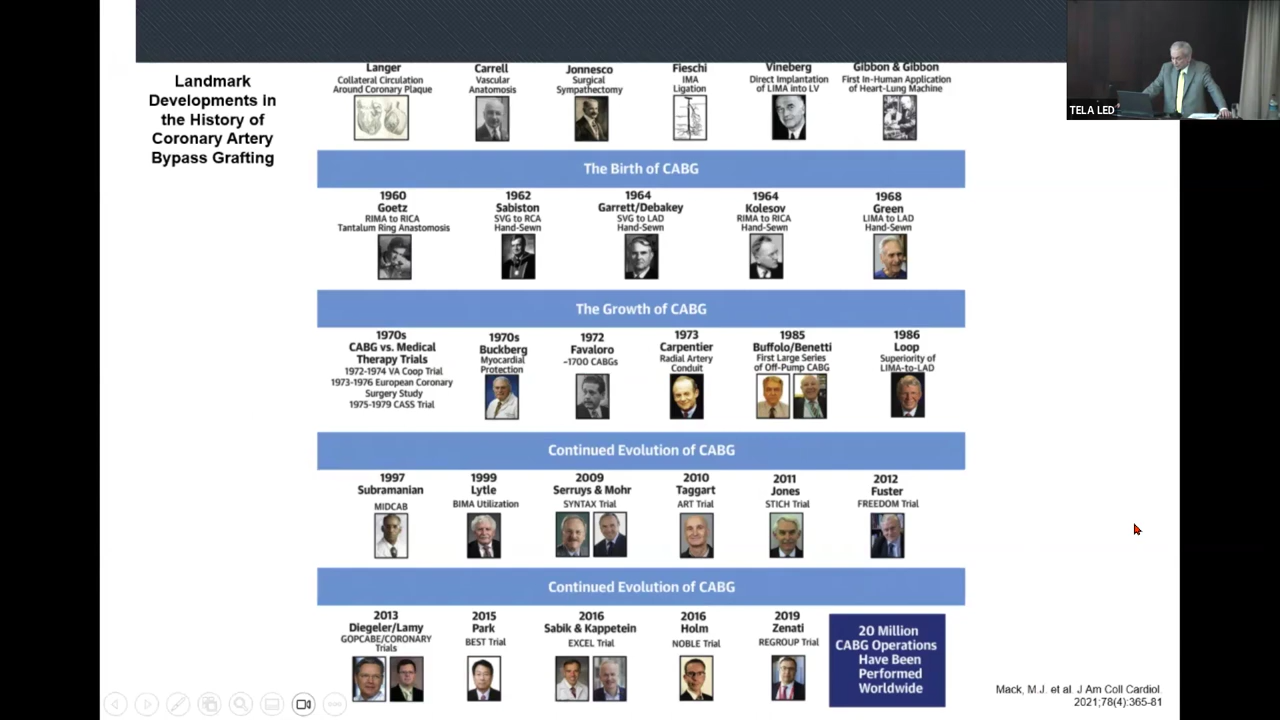 Landmark
Developments in
the History of
Coronary Artery
Bypass Grafting
Langer
Collateral Circulation
Around Coronary Plaque
Carrell
Vascular
Anatomosis
Jonnesco
Surgical
Sympathectomy
Fieschi
IMA
Ligation
Vineberg
Direct Implantation
of LIMA into LV
Gibbon & Gibbon
First In-Human Application
of Heart-Lung Machine
TELA LED
The Birth of CABG
1960
Goetz
RIMA to RICA
Tantalum Ring Anastomosis
1962
Sabiston
SVG to RCA
Hand-Sewn
1964
Garrett/Debakey
SVG to LAD
Hand-Sewn
1964
Kolesov
RIMA to RICA
Hand-Sewn
1968
Green
LIMA to LAD
Hand-Sewn
The Growth of CABG
1970s
CABG vs. Medical
Therapy Trials
1972-1974 VA Coop Trial
1973-1976 European Coronary
Surgery Study
1975-1979 CASS Trial
1970s
Buckberg
Myocardial
Protection
1972
Favaloro
~1700 CABGs
1973
Carpentier
Radial Artery
Conduit
1985
Buffolo/Benetti
First Large Series
of Off-Pump CABG
1986
Loop
Superiority of
LIMA-to-LAD
Continued Evolution of CABG
1997
Subramanian
MIDCAB
1999
Lytle
BIMA Utilization
2009
Serruys & Mohr
SYNTAX Trial
2010
Taggart
ART Trial
2011
Jones
STICH Trial
2012
Fuster
FREEDOM Trial
Continued Evolution of CABG
2013
Diegeler/Lamy
GOPCABE/CORONARY
Trials
2015
Park
BEST Trial
2016
Sabik & Kappetein
EXCEL Trial
2016
Holm
NOBLE Trial
2019
Zenati
REGROUP Trial
20 Million
CABG Operations
Have Been
Performed
Worldwide
Mack, M.J. et al. J Am Coll Cardiol.
2021;78(4):365-81